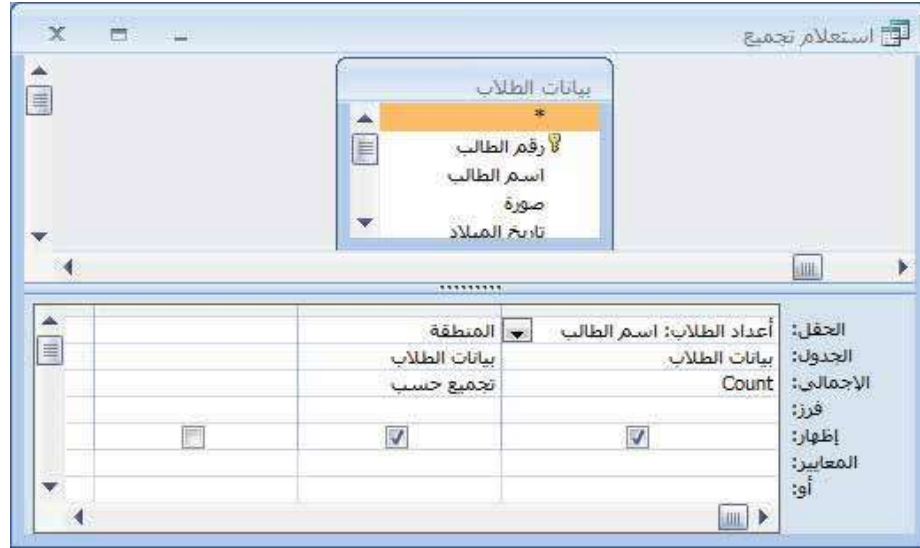 استعلام تجميع
بيانات الطلاب
*
رقم الطالب
اسم الطالب
صورة
تاريخ الميلاد
الحقل: أعداد الطلاب: اسم الطالب المنطقة
الجدول: بيانات الطلاب بيانات الطلاب
الإجمالي: Count تجميع حسب
فرز:
إظهار:
المعايير:
أو: